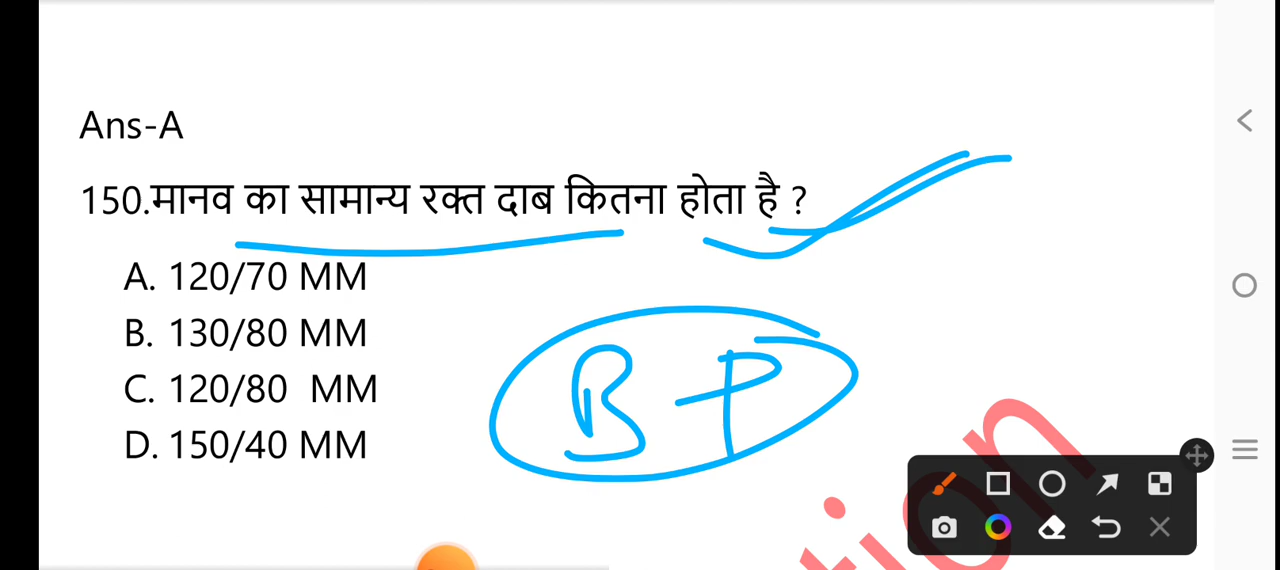 Ans-A
150.मानव का सामान्य रक्त दाब कितना होता है ?
A. 120/70 MM
B. 130/80 MM
C. 120/80  MM
D. 150/40 MM
BP